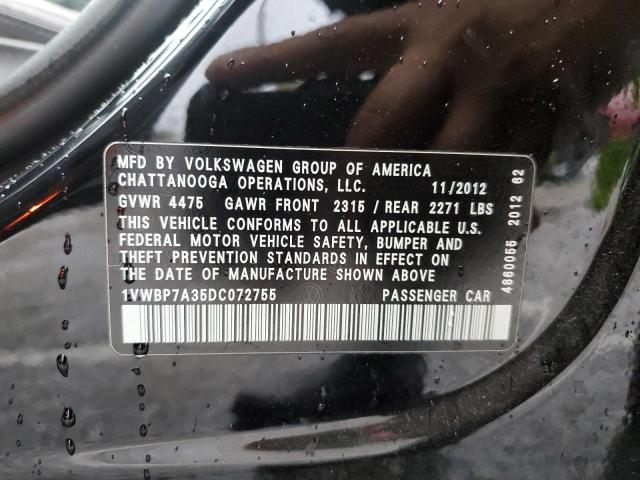 MFD BY VOLKSWAGEN GROUP OF AMERICA
CHATTANOOGA OPERATIONS, LLC. 11/2012
GVWR 4475 GAWR FRONT 2315 / REAR 2271 LBS
THIS VEHICLE CONFORMS TO ALL APPLICABLE U.S.
FEDERAL MOTOR VEHICLE SAFETY, BUMPER AND
THEFT PREVENTION STANDARDS IN EFFECT ON
THE DATE OF MANUFACTURE SHOWN ABOVE
1VWBP7A35DC072755 PASSENGER CAR
4860055 2012 62